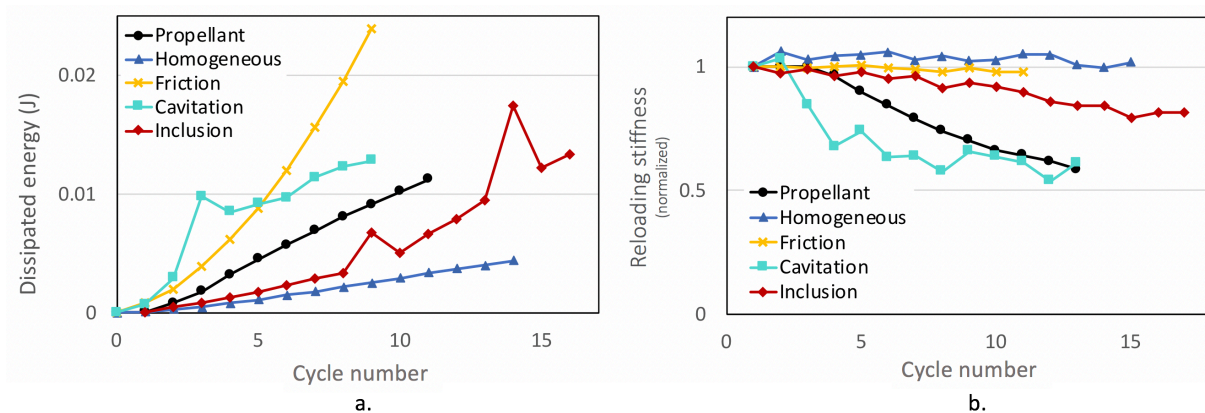 Dissipated energy (J)
0.02
0.01
0
Propellant
Homogeneous
Friction
Cavitation
Inclusion
0
5
10
15
Cycle number
a.
Reloading stiffness
(normalized)
1
0.5
0
Propellant
Homogeneous
Friction
Cavitation
Inclusion
0
5
10
15
Cycle number
b.